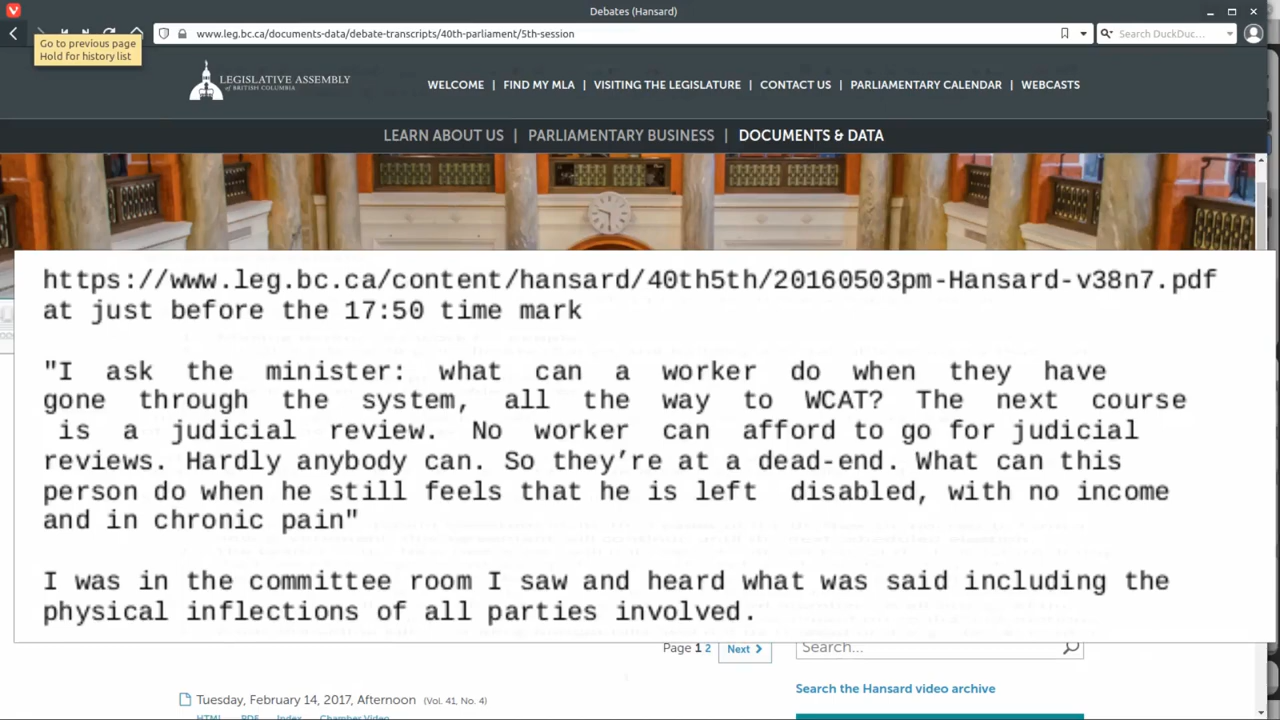 Debates (Hansard)
www.leg.bc.ca/documents-data/debate-transcripts/40th-parliament/5th-session
Search DuckDuc...
Go to previous page
Hold for history list
LEGISLATIVE ASSEMBLY
of BRITISH COLUMBIA
WELCOME | FIND MY MLA | VISITING THE LEGISLATURE | CONTACT US | PARLIAMENTARY CALENDAR | WEBCASTS
LEARN ABOUT US | PARLIAMENTARY BUSINESS | DOCUMENTS & DATA
https://www.leg.bc.ca/content/hansard/40th5th/20160503pm-Hansard-v38n7.pdf
at just before the 17:50 time mark
"I ask the minister: what can a worker do when they have
gone through the system, all the way to WCAT? The next course
is a judicial review. No worker can afford to go for judicial
reviews. Hardly anybody can. So they’re at a dead-end. What can this
person do when he still feels that he is left disabled, with no income
and in chronic pain"
I was in the committee room I saw and heard what was said including the
physical inflections of all parties involved.
Page 1 2 Next
Search...
Search the Hansard video archive
Tuesday, February 14, 2017, Afternoon (Vol. 41, No. 4)
HTML PDF Index Chamber Video